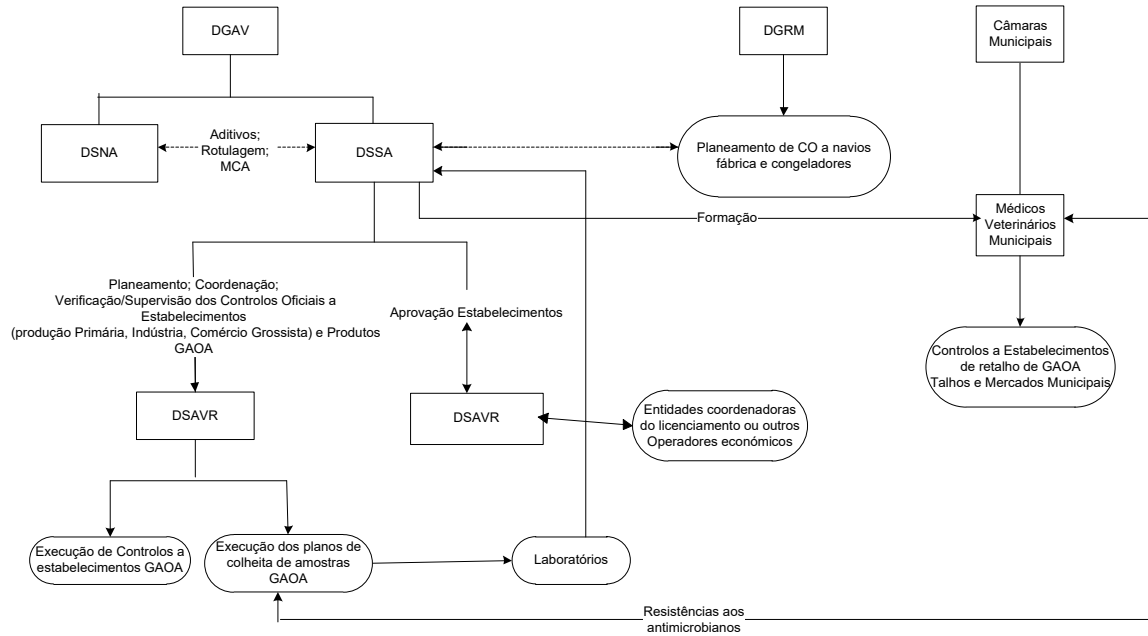 DGAV
DGRM
Câmaras
Municipais
DSNA
Aditivos;
Rotulagem;
MCA
DSSA
Planeamento de CO a navios
fábrica e congeladores
Formação
Médicos
Veterinários
Municipais
Planeamento; Coordenação;
Verificação/Supervisão dos Controlos Oficiais a
Estabelecimentos
(produção Primária, Indústria, Comércio Grossista) e Produtos
GAOA
Aprovação Estabelecimentos
Controlos a Estabelecimentos
de retalho de GAOA
Talhos e Mercados Municipais
DSAVR
DSAVR
Entidades coordenadoras
do licenciamento ou outros
Operadores económicos
Execução de Controlos a
estabelecimentos GAOA
Execução dos planos de
colheita de amostras
GAOA
Laboratórios
Resistências aos
antimicrobianos